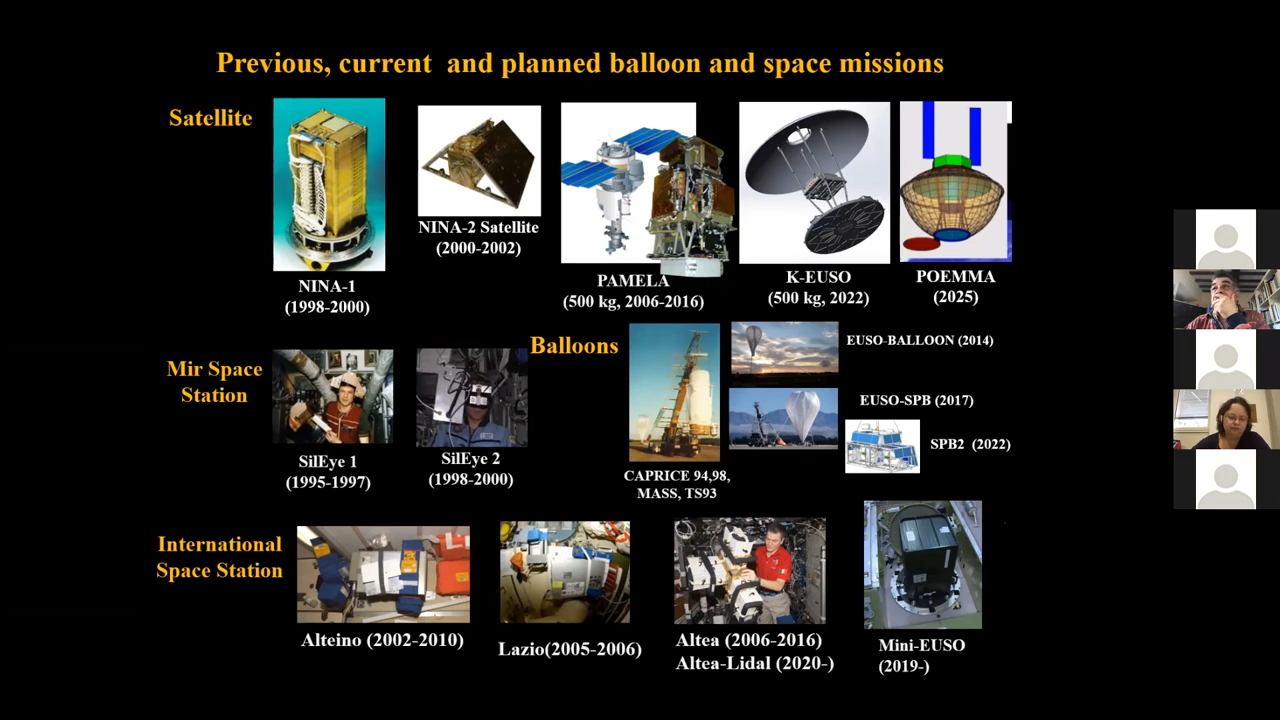 Previous, current and planned balloon and space missions
Satellite
NINA-1
(1998-2000)
NINA-2 Satellite
(2000-2002)
PAMELA
(500 kg, 2006-2016)
K-EUSO
(500 kg, 2022)
POEMMA
(2025)
Mir Space
Station
SilEye 1
(1995-1997)
SilEye 2
(1998-2000)
Balloons
CAPRICE 94,98,
MASS, TS93
EUSO-BALLOON (2014)
EUSO-SPB (2017)
SPB2 (2022)
International
Space Station
Alteino (2002-2010)
Lazio(2005-2006)
Altea (2006-2016)
Altea-Lidal (2020-)
Mini-EUSO
(2019-)